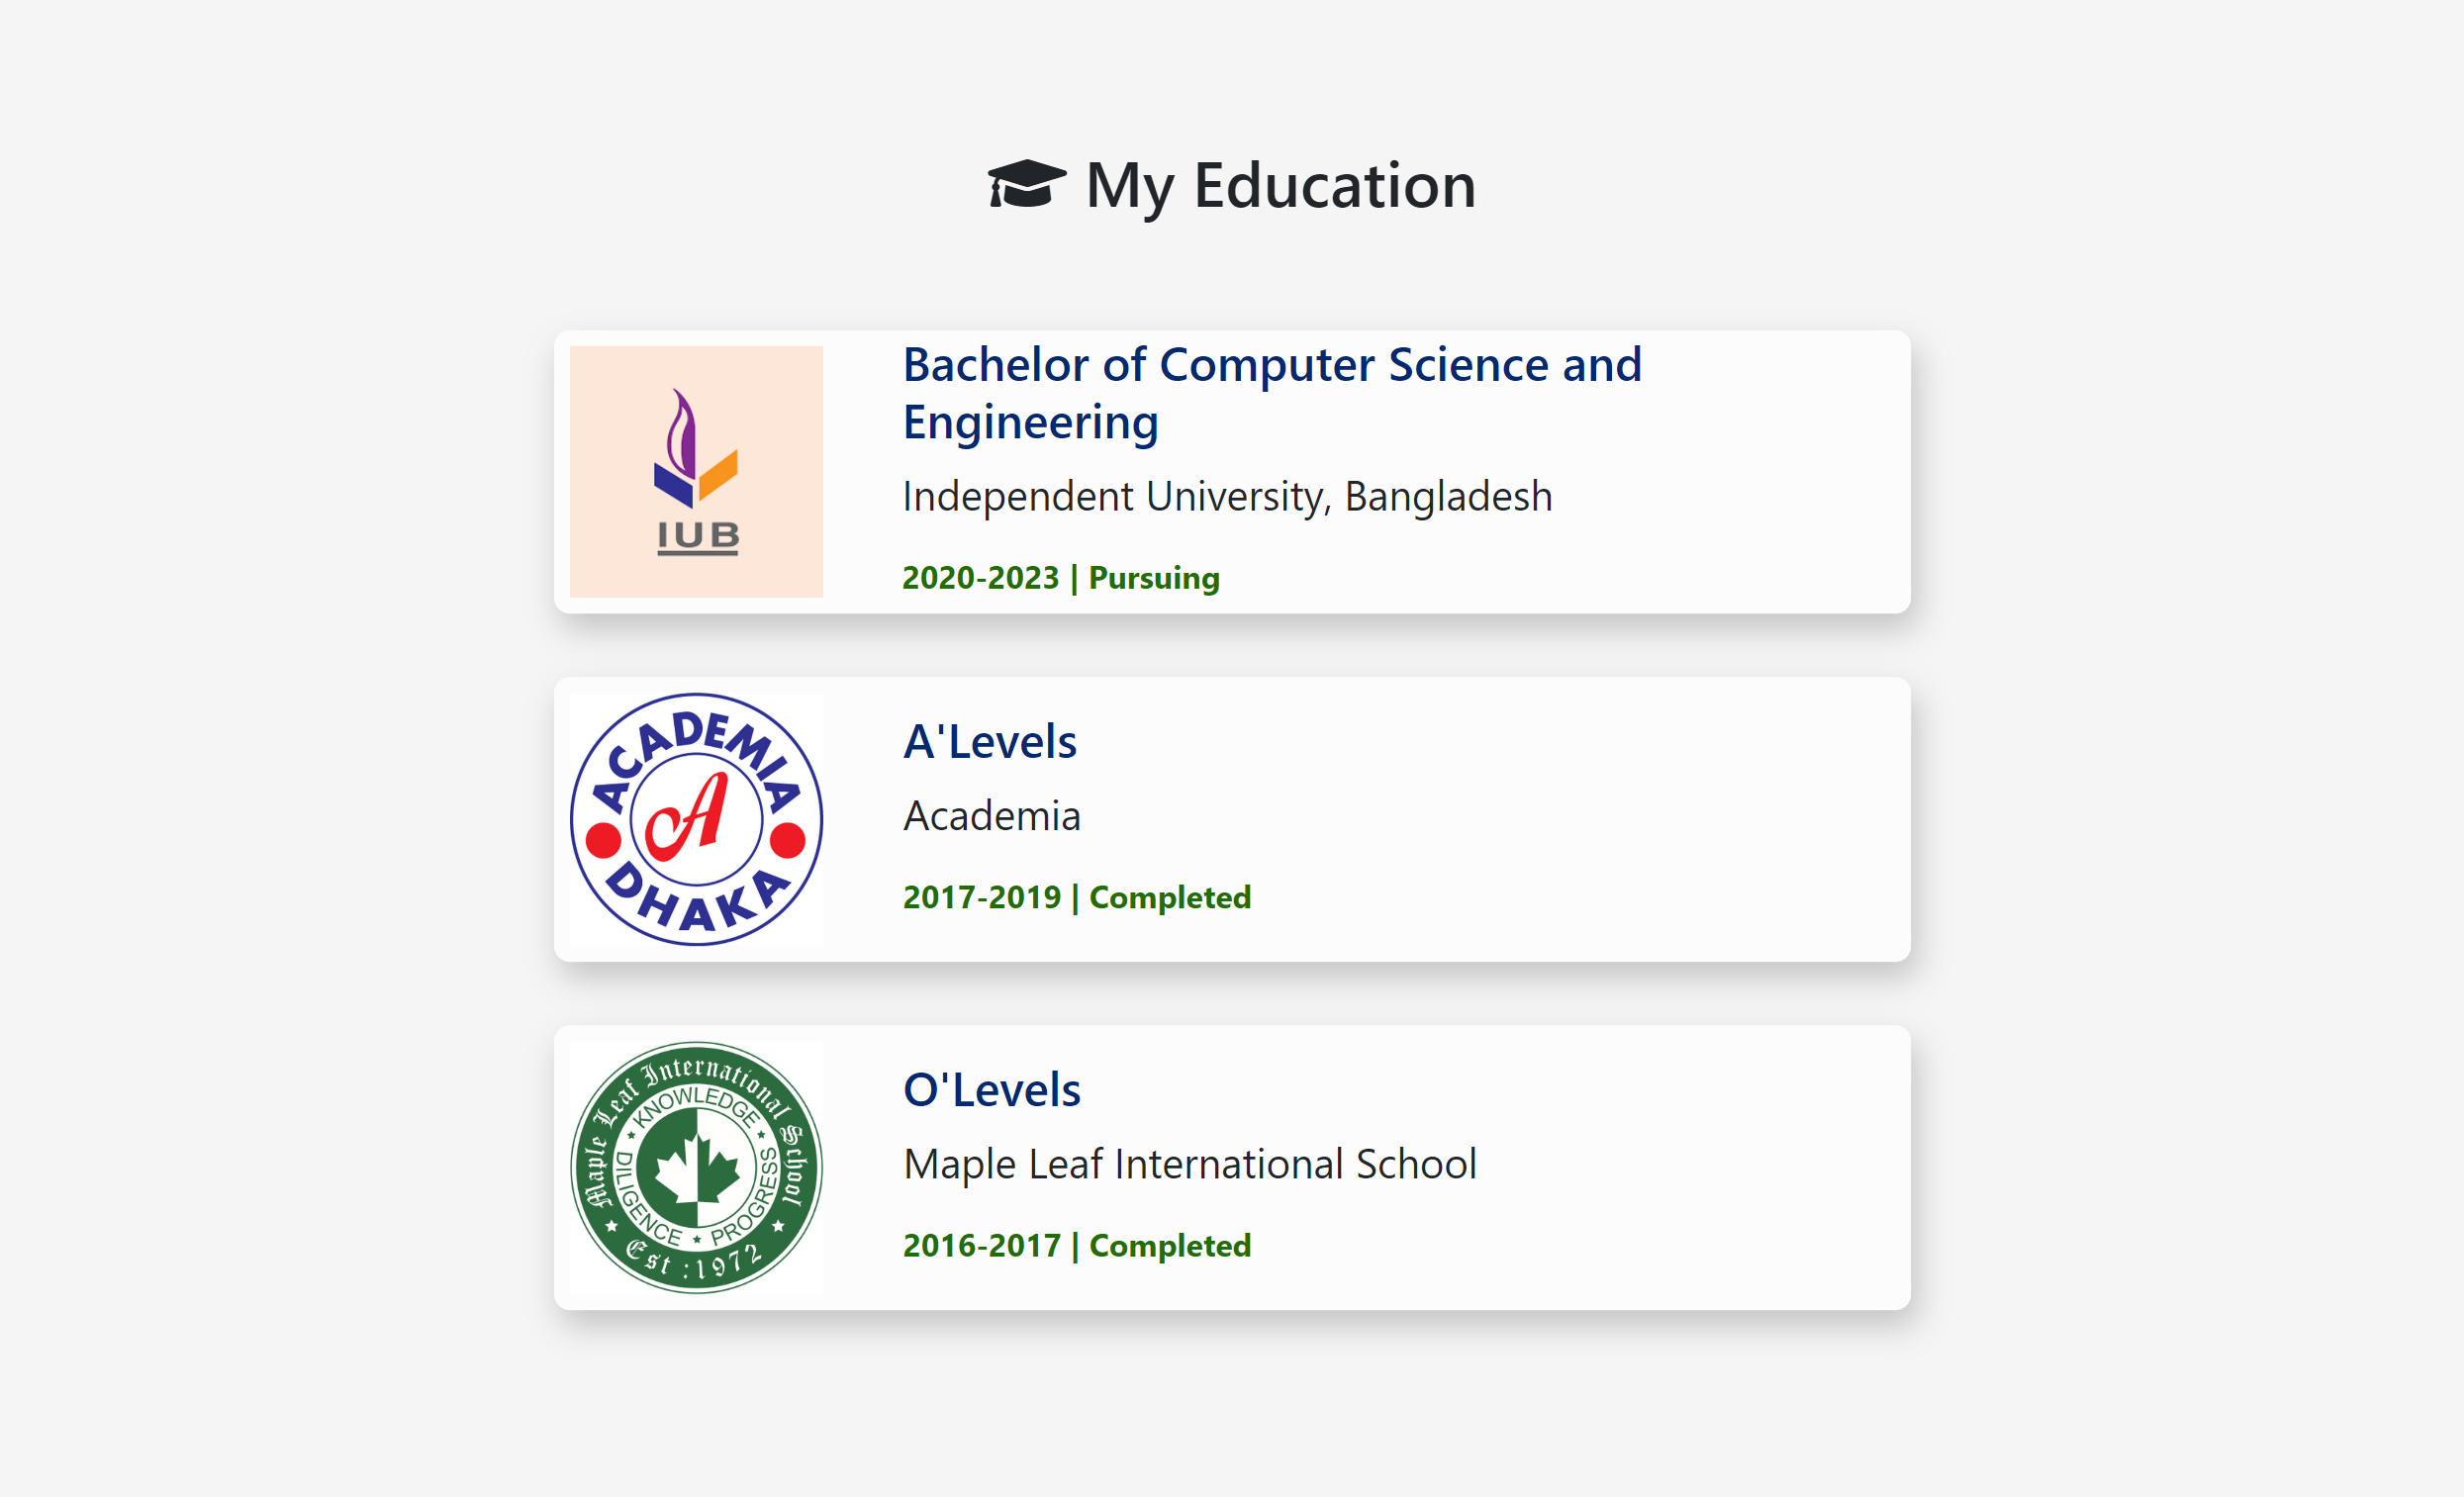 My Education
Bachelor of Computer Science and
Engineering
Independent University, Bangladesh
2020-2023 | Pursuing
IUB
A'Levels
Academia
2017-2019 | Completed
ACADEMIA
A
DHAKA
O'Levels
Maple Leaf International School
2016-2017 | Completed
Maple Leaf International School
KNOWLEDGE
DILIGENCE
PROGRESS
Est :1972